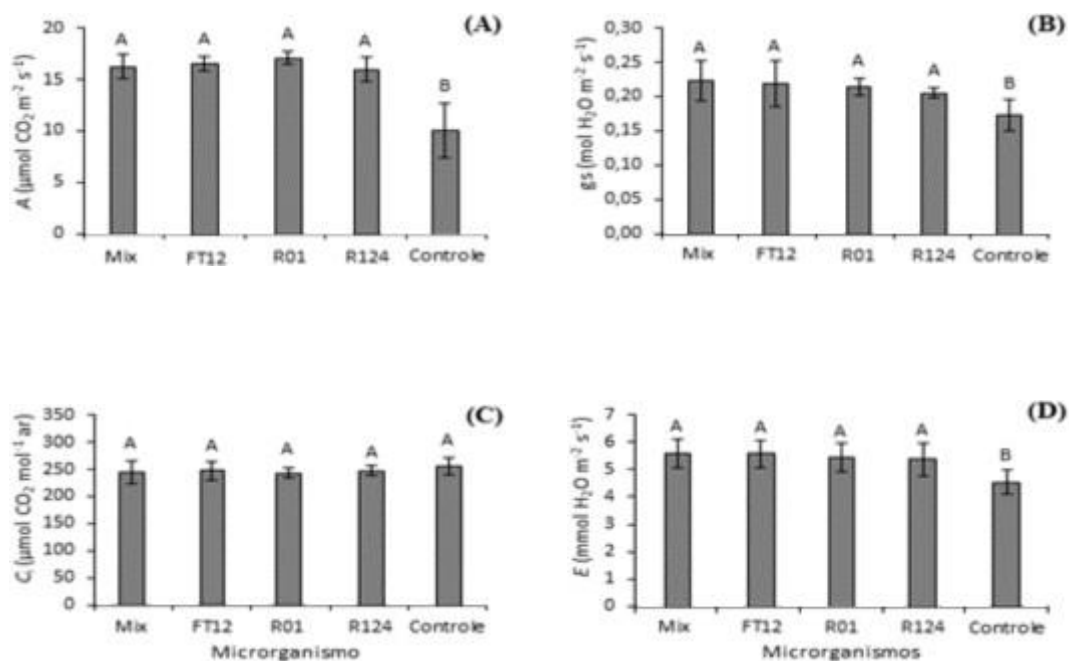 (A)
A (µmol CO₂ m⁻² s⁻¹)
20
15
10
5
0
A A A A B
Mix FT12 R01 R124 Controle
(B)
gs (mol H₂O m⁻² s⁻¹)
0,30
0,25
0,20
0,15
0,10
0,05
0,00
A A A A B
Mix FT12 R01 R124 Controle
(C)
Cᵢ (µmol CO₂ mol⁻¹ ar)
350
300
250
200
150
100
50
0
A A A A A
Mix FT12 R01 R124 Controle
Microrganismo
(D)
E (mmol H₂O m⁻² s⁻¹)
7
6
5
4
3
2
1
0
A A A A B
Mix FT12 R01 R124 Controle
Microrganismos